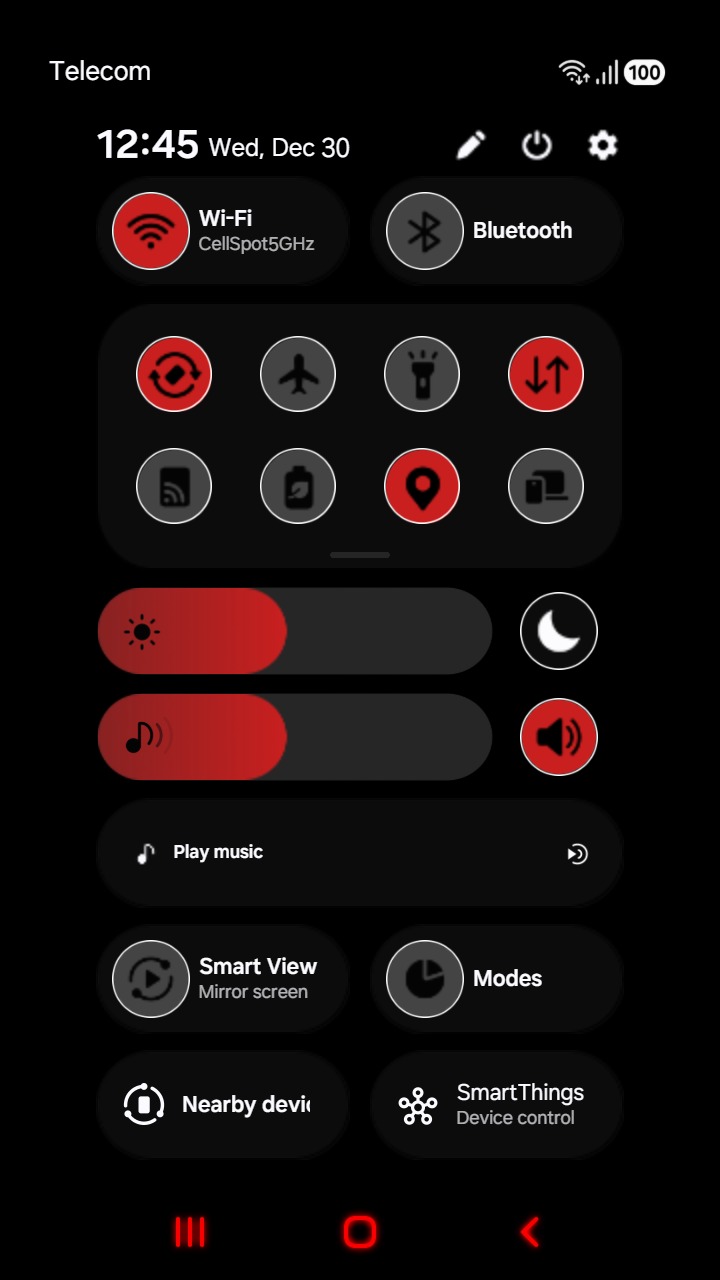 Telecom
100
12:45 Wed, Dec 30
Wi-Fi
CellSpot5GHz
Bluetooth
Play music
Smart View
Mirror screen
Modes
Nearby devic
SmartThings
Device control